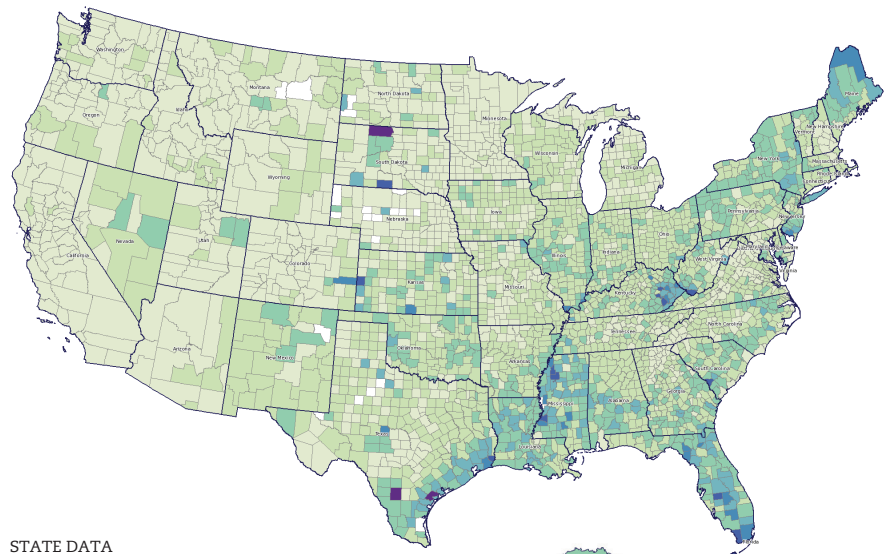 Washington
Montana
North Dakota
Minnesota
Maine
Oregon
Idaho
Vermont
New Hampshire
South Dakota
Wisconsin
New York
Massachusetts
Michigan
Wyoming
Iowa
Pennsylvania
Nebraska
New Jersey
Nevada
Utah
Ohio
Illinois
Indiana
California
Colorado
West Virginia
Virginia
Kansas
Missouri
Kentucky
North Carolina
Tennessee
Arizona
Oklahoma
Arkansas
New Mexico
South Carolina
Georgia
Mississippi
Alabama
Texas
Louisiana
Florida
STATE DATA